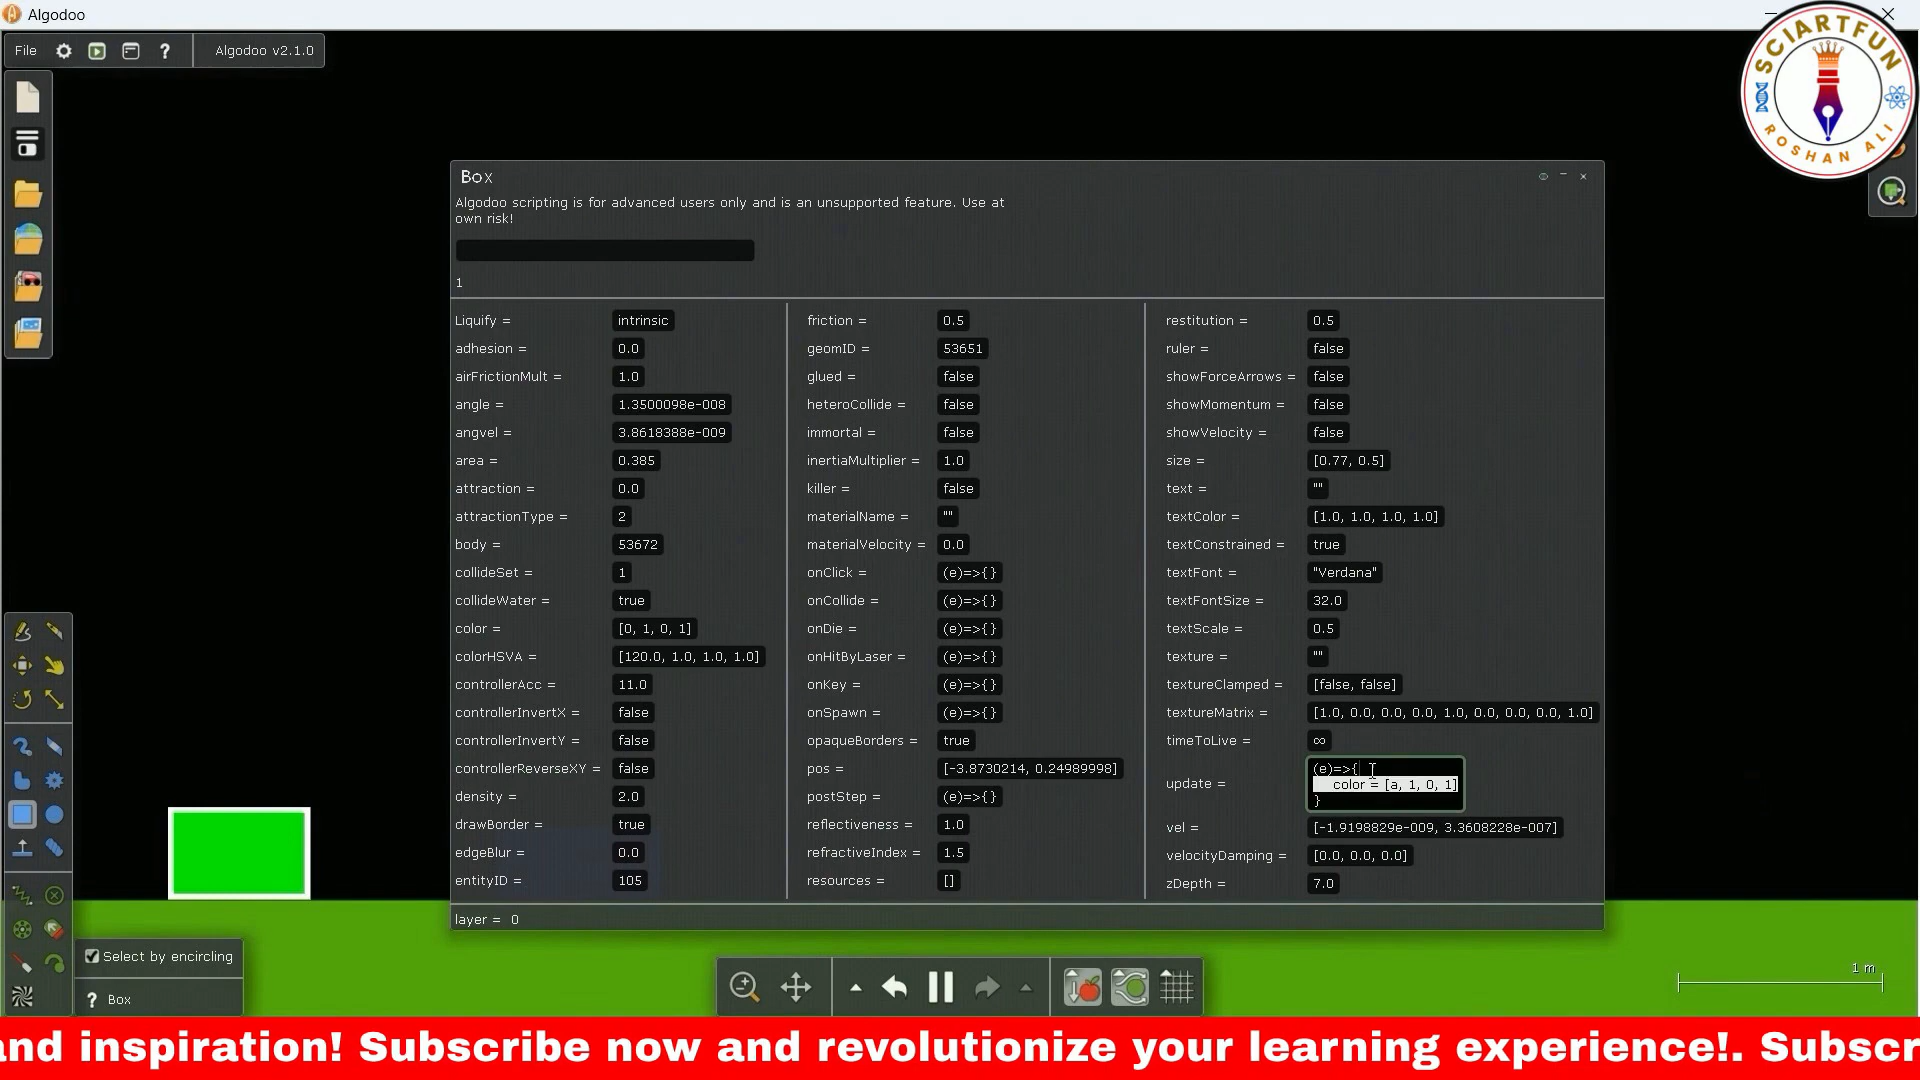 Algodoo
File
?
Algodoo v2.1.0
SCIARTFUN
ROSHAN ALI
Box
Algodoo scripting is for advanced users only and is an unsupported feature. Use at
own risk!
1
Liquify = intrinsic
adhesion = 0.0
airFrictionMult = 1.0
angle = 1.3500098e-008
angvel = 3.8618388e-009
area = 0.385
attraction = 0.0
attractionType = 2
body = 53672
collideSet = 1
collideWater = true
color = [0, 1, 0, 1]
colorHSVA = [120.0, 1.0, 1.0, 1.0]
controllerAcc = 11.0
controllerInvertX = false
controllerInvertY = false
controllerReverseXY = false
density = 2.0
drawBorder = true
edgeBlur = 0.0
entityID = 105
friction = 0.5
geomID = 53651
glued = false
heteroCollide = false
immortal = false
inertiaMultiplier = 1.0
killer = false
materialName = ""
materialVelocity = 0.0
onClick = (e)=>{}
onCollide = (e)=>{}
onDie = (e)=>{}
onHitByLaser = (e)=>{}
onKey = (e)=>{}
onSpawn = (e)=>{}
opaqueBorders = true
pos = [-3.8730214, 0.24989998]
postStep = (e)=>{}
reflectiveness = 1.0
refractiveIndex = 1.5
resources = []
restitution = 0.5
ruler = false
showForceArrows = false
showMomentum = false
showVelocity = false
size = [0.77, 0.5]
text = ""
textColor = [1.0, 1.0, 1.0, 1.0]
textConstrained = true
textFont = "Verdana"
textFontSize = 32.0
textScale = 0.5
texture = ""
textureClamped = [false, false]
textureMatrix = [1.0, 0.0, 0.0, 0.0, 1.0, 0.0, 0.0, 0.0, 1.0]
timeToLive = ∞
update = (e)=>{
color = [a, 1, 0, 1]
}
vel = [-1.9198829e-009, 3.3608228e-007]
velocityDamping = [0.0, 0.0, 0.0]
zDepth = 7.0
layer = 0
Select by encircling
? Box
1 m
and inspiration! Subscribe now and revolutionize your learning experience!. Subscr